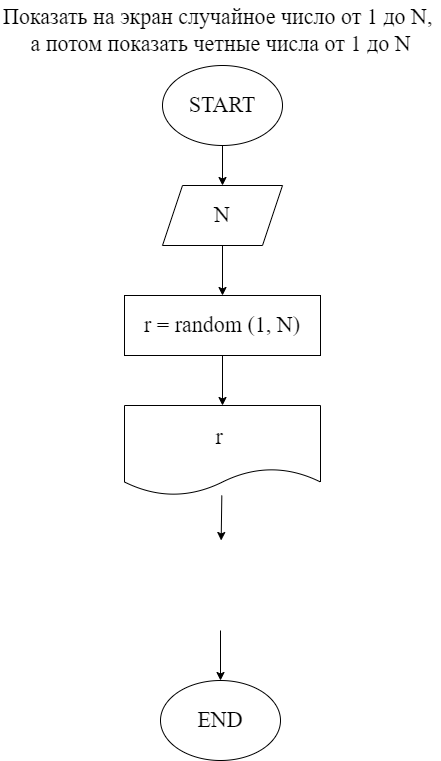 Показать на экран случайное число от 1 до N,
а потом показать четные числа от 1 до N
START
N
r = random (1, N)
r
END